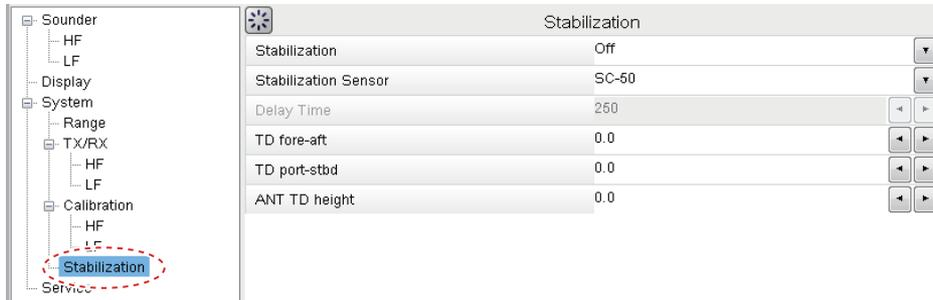 Sounder
HF
LF
Display
System
Range
TX/RX
HF
LF
Calibration
HF
LF
Stabilization
Service
Stabilization
Stabilization Off
Stabilization Sensor SC-50
Delay Time 250
TD fore-aft 0.0
TD port-stbd 0.0
ANT TD height 0.0